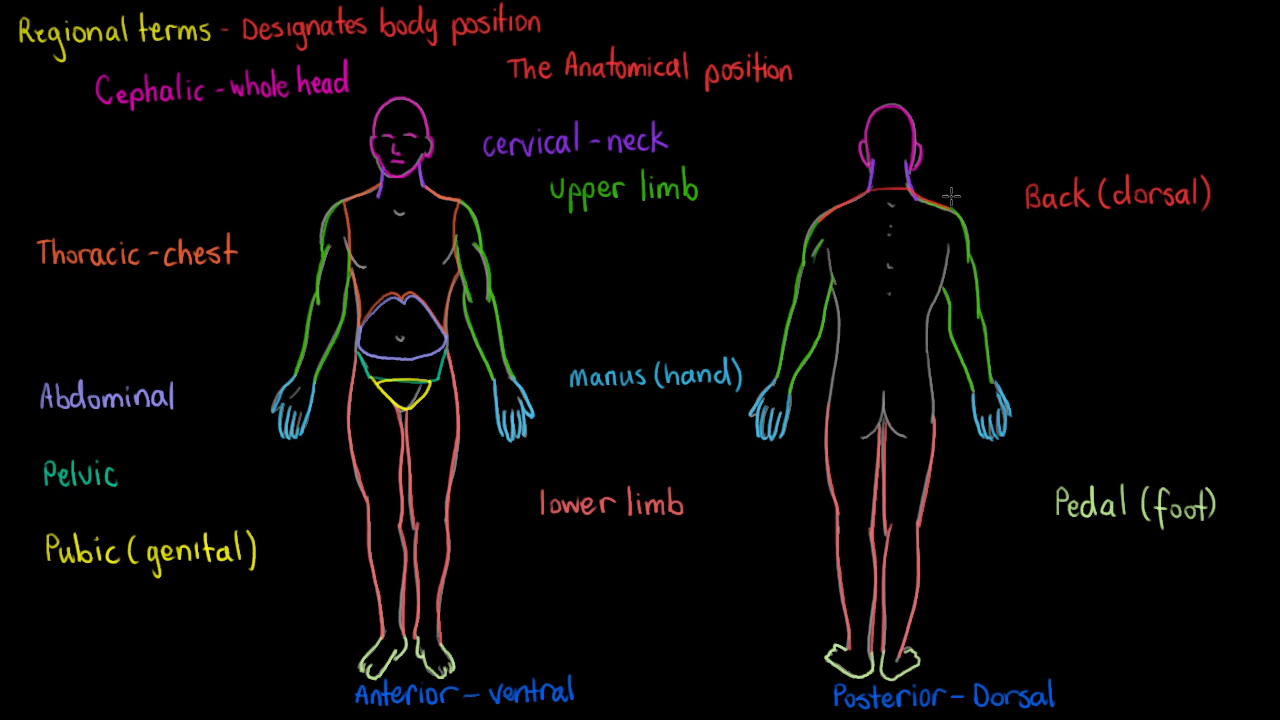 Regional terms - Designates body position
The Anatomical position
Cephalic - whole head
cervical - neck
upper limb
Back (dorsal)
Thoracic - chest
manus (hand)
Abdominal
Pelvic
lower limb
Pedal (foot)
Pubic (genital)
Anterior - ventral
Posterior - Dorsal